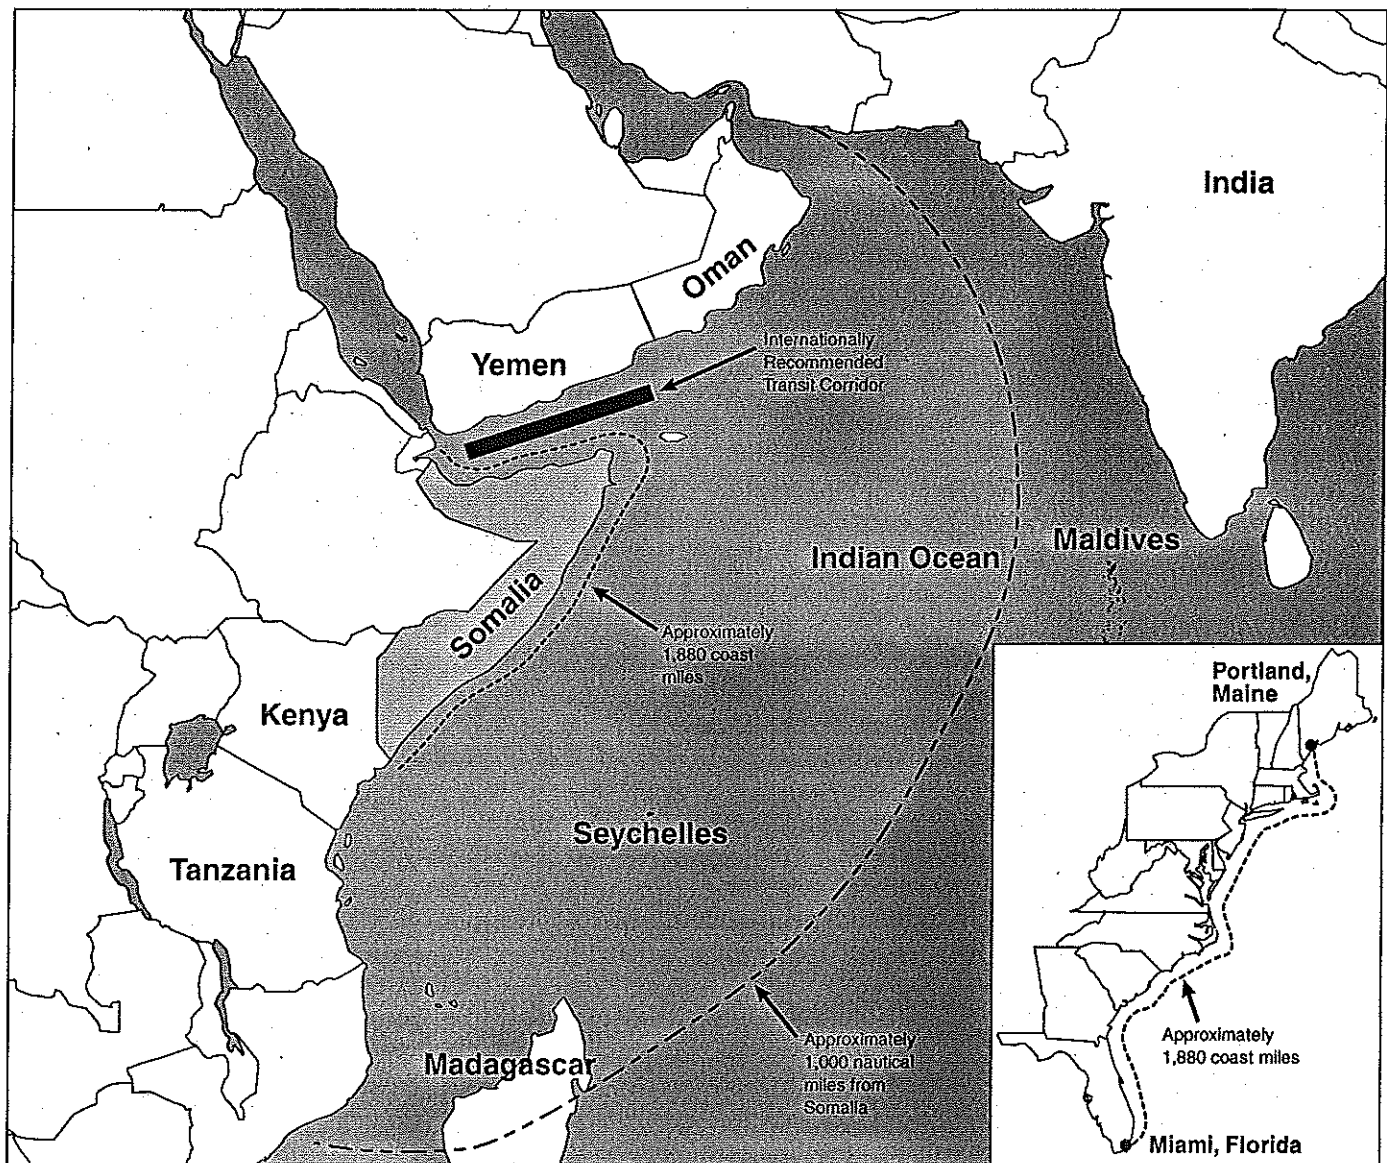 India
Oman
Internationally
Recommended
Transit Corridor
Yemen
Indian Ocean
Maldives
Somalia
Approximately
1,880 coast
miles
Kenya
Seychelles
Tanzania
Madagascar
Approximately
1,000 nautical
miles from
Somalia
Portland,
Maine
Approximately
1,880 coast miles
Miami, Florida